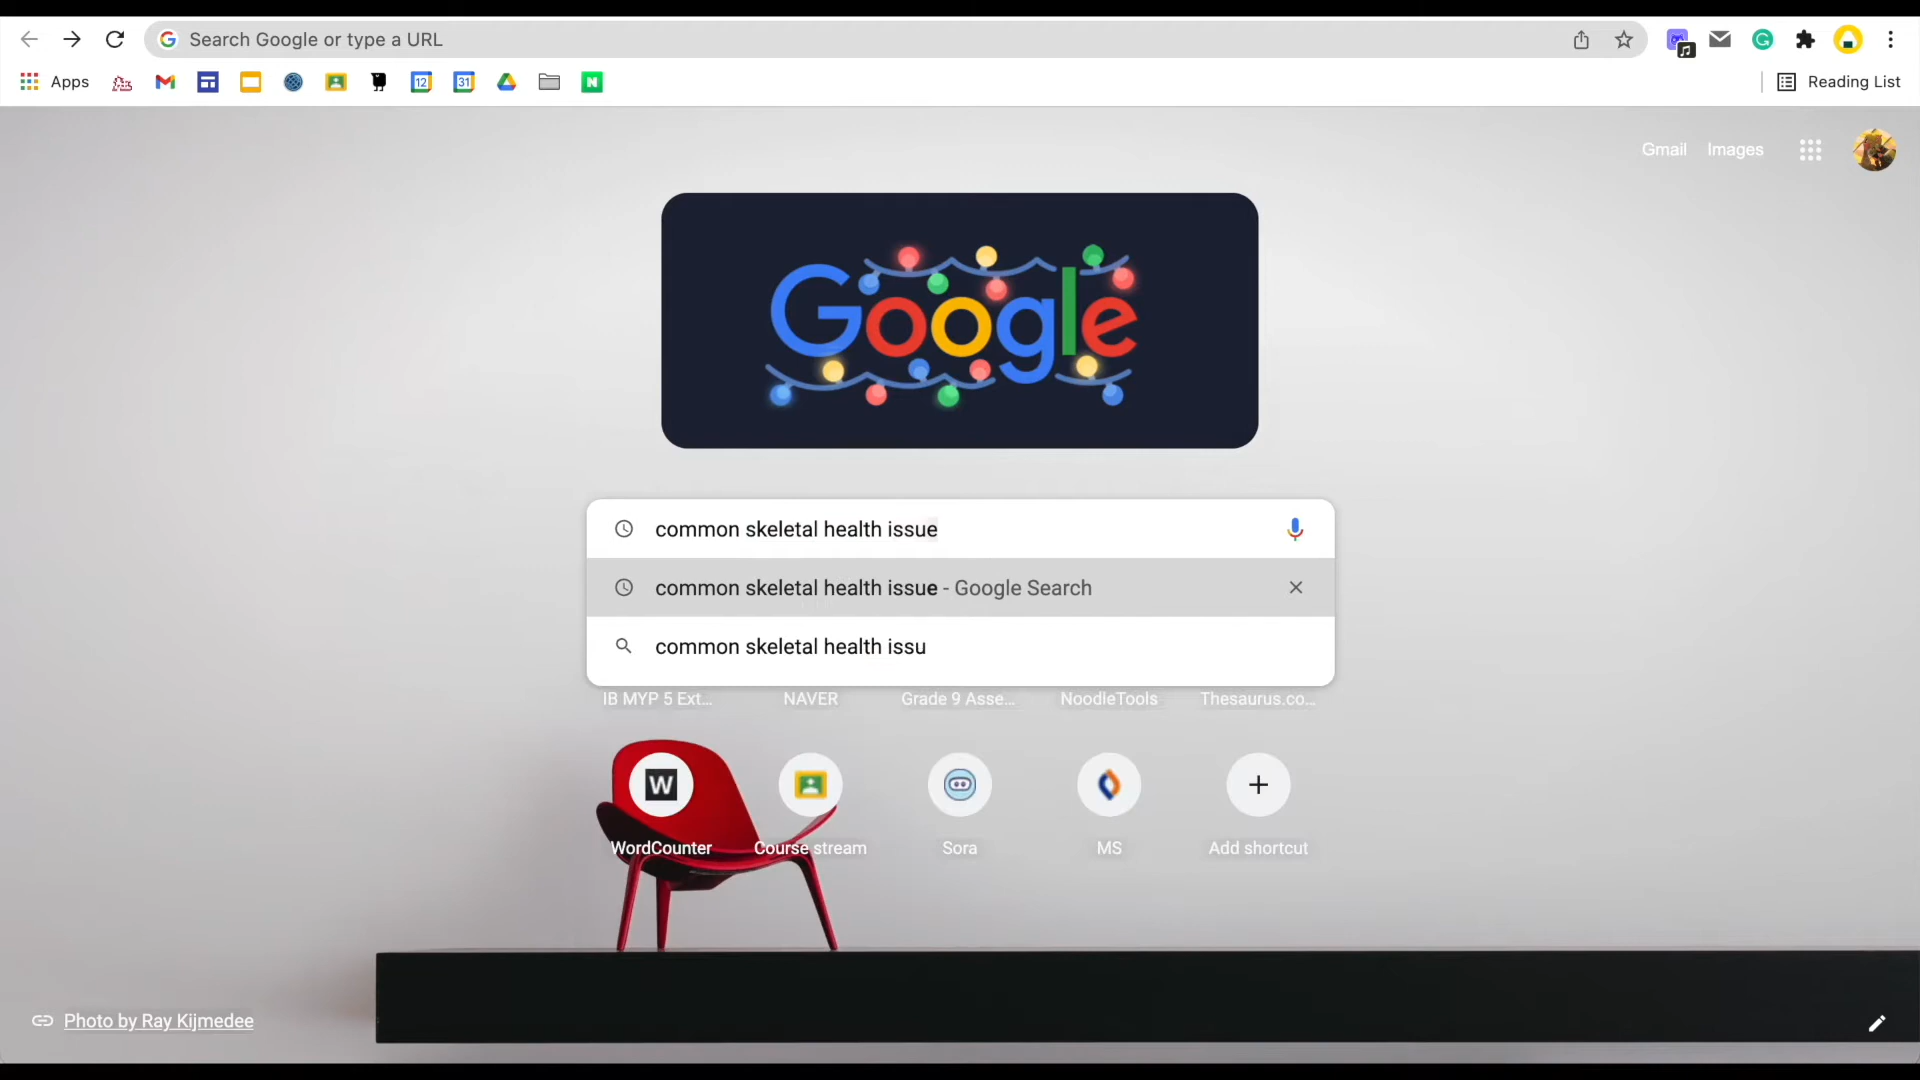 Search Google or type a URL
Apps
12
31
N
Reading List
Gmail Images
Google
common skeletal health issue
common skeletal health issue - Google Search
common skeletal health issu
IB MYP 5 Ext... NAVER Grade 9 Asse... NoodleTools Thesaurus.co...
W
WordCounter Course stream Sora MS Add shortcut
Photo by Ray Kijmedee